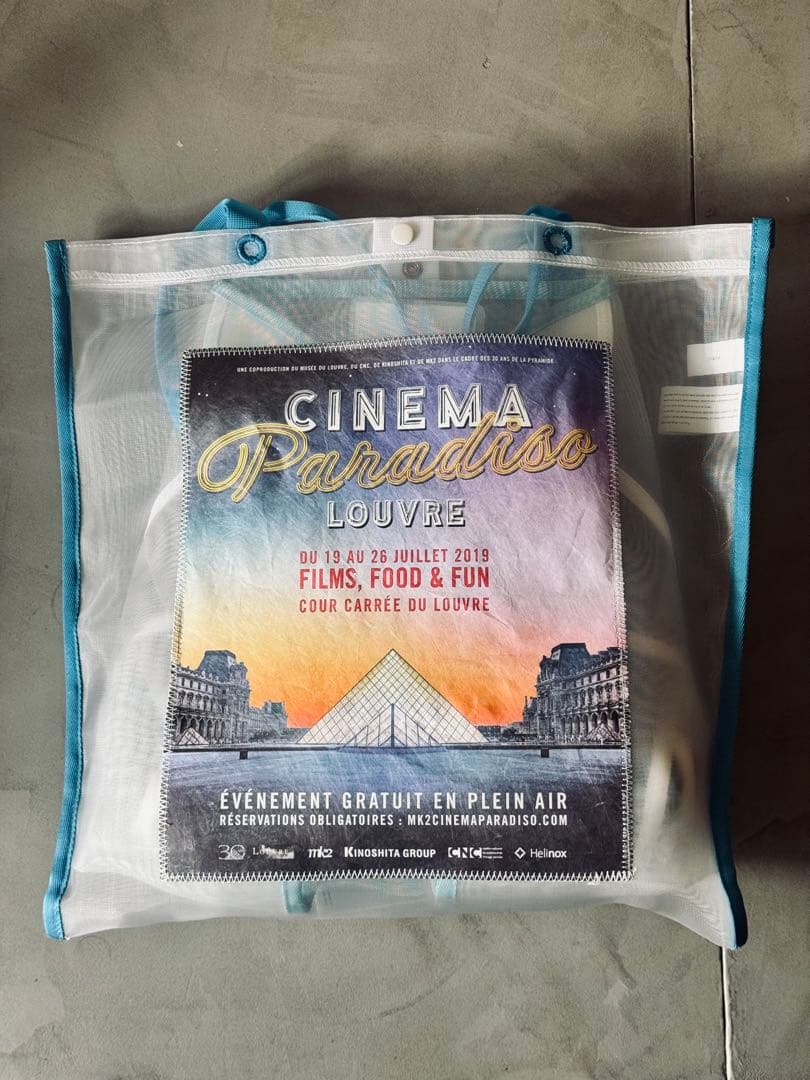 UNE COPRODUCTION DU MUSÉE DU LOUVRE, DU CNC, DE KINOSHITA ET DE MK2 DANS LE CADRE DES 30 ANS DE LA PYRAMIDE
CINEMA
Paradiso
LOUVRE
DU 19 AU 26 JUILLET 2019
FILMS, FOOD & FUN
COUR CARRÉE DU LOUVRE
ÉVÉNEMENT GRATUIT EN PLEIN AIR
RÉSERVATIONS OBLIGATOIRES : MK2CINEMAPARADISO.COM
30 LOUVRE mk2 KINOSHITA GROUP CNC Helinox